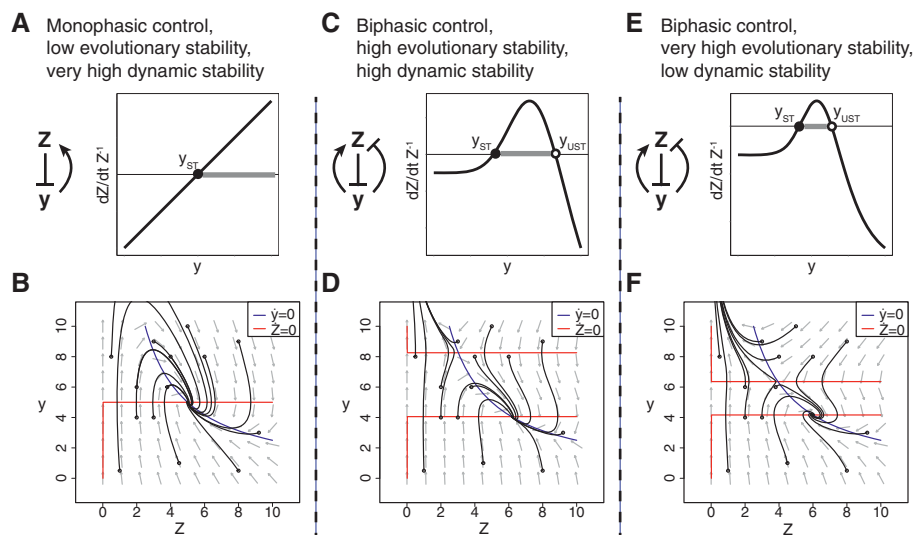 A Monophasic control,
low evolutionary stability,
very high dynamic stability
Z
y
dZ/dt Z⁻¹
y_ST
y
B
ẏ=0
Ż=0
y
0 2 4 6 8 10
0 2 4 6 8 10
Z
C Biphasic control,
high evolutionary stability,
high dynamic stability
Z
y
dZ/dt Z⁻¹
y_ST
y_UST
y
D
ẏ=0
Ż=0
y
0 2 4 6 8 10
0 2 4 6 8 10
Z
E Biphasic control,
very high evolutionary stability,
low dynamic stability
Z
y
dZ/dt Z⁻¹
y_ST
y_UST
y
F
ẏ=0
Ż=0
y
0 2 4 6 8 10
0 2 4 6 8 10
Z